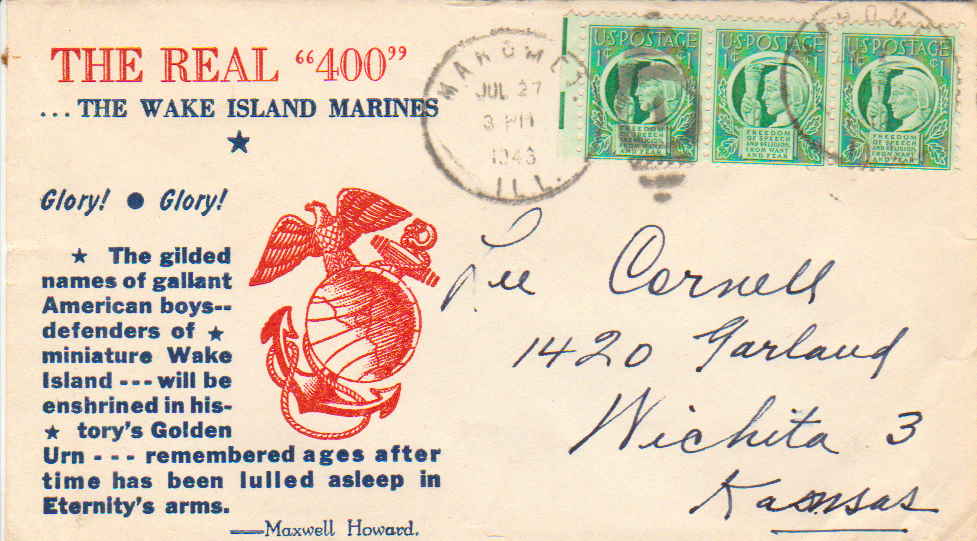 THE REAL "400"
...THE WAKE ISLAND MARINES
Glory! ● Glory!
★ The gilded
names of gallant
American boys--
defenders of ★
miniature Wake
Island --- will be
enshrined in his-
★ tory's Golden
Urn --- remembered ages after
time has been lulled asleep in
Eternity's arms.
—Maxwell Howard.
MAHOMET.
JUL 27
3 PM
1943
ILL.
U.S. POSTAGE
1¢ 1
FREEDOM
OF SPEECH
AND RELIGION,
FROM WANT
AND FEAR
U.S. POSTAGE
1¢ ¢1
FREEDOM
OF SPEECH
AND RELIGION,
FROM WANT
AND FEAR
U.S. POSTAGE
1¢ ¢1
FREEDOM
OF SPEECH
AND RELIGION,
FROM WANT
AND FEAR
Lee Cornell
1420 Garland
Wichita 3
Kansas